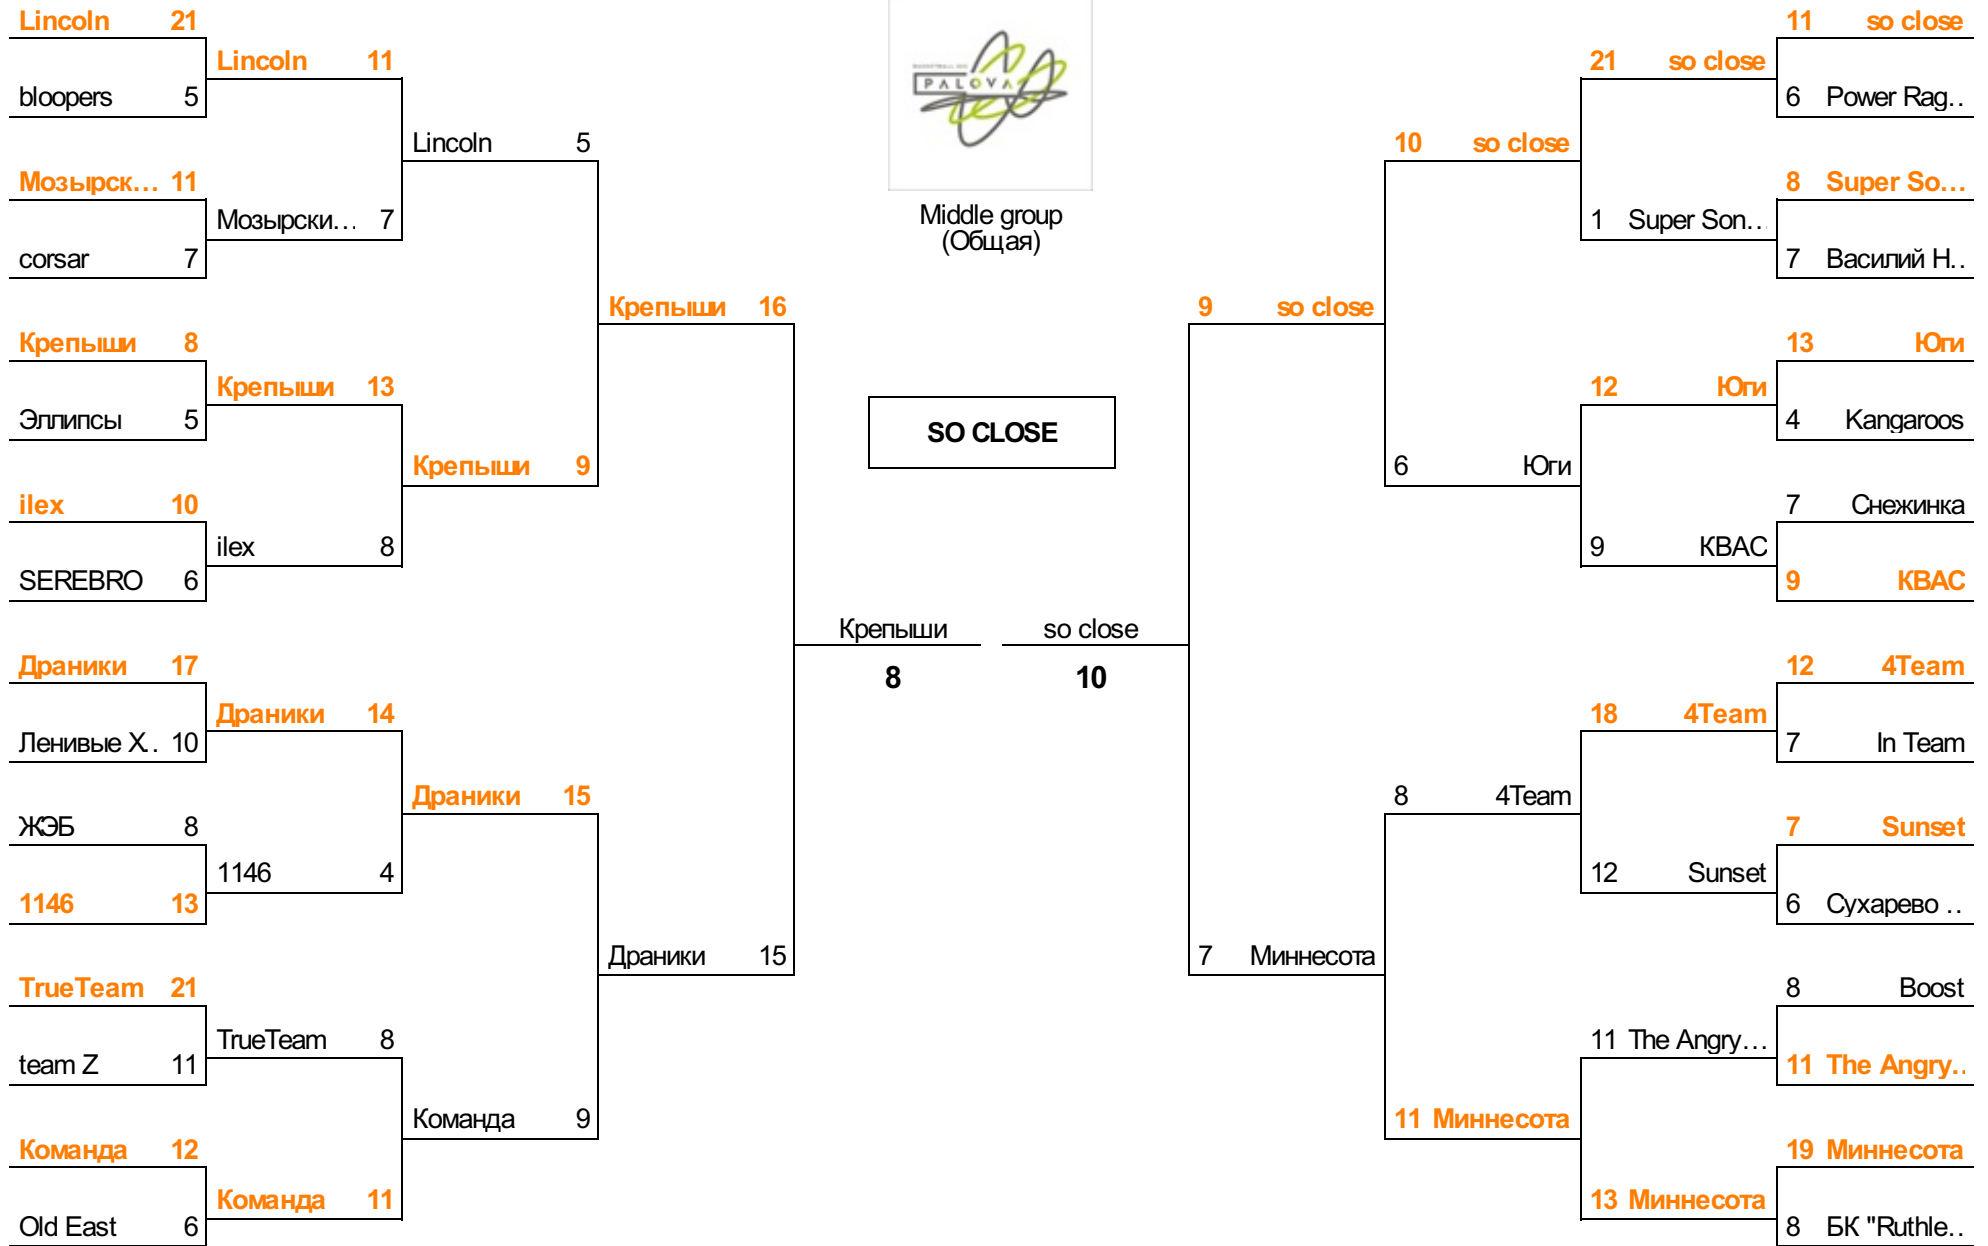 Lincoln 21
bloopers 5
Мозырск... 11
corsar 7
Крепыши 8
Эллипсы 5
ilex 10
SEREBRO 6
Драники 17
Ленивые Х.. 10
ЖЭБ 8
1146 13
TrueTeam 21
team Z 11
Команда 12
Old East 6
Lincoln 11
Мозырски... 7
Крепыши 13
ilex 8
Драники 14
1146 4
TrueTeam 8
Команда 11
Lincoln 5
Крепыши 9
Драники 15
Команда 9
Крепыши 16
Драники 15
PALOVA
Middle group
(Общая)
SO CLOSE
Крепыши
8
so close
10
9 so close
7 Миннесота
10 so close
6 Юги
8 4Team
11 Миннесота
21 so close
1 Super Son...
12 Юги
9 КВАС
18 4Team
12 Sunset
11 The Angry...
13 Миннесота
11 so close
6 Power Rag..
8 Super So...
7 Василий Н..
13 Юги
4 Kangaroos
7 Снежинка
9 КВАС
12 4Team
7 In Team
7 Sunset
6 Сухарево ..
8 Boost
11 The Angry..
19 Миннесота
8 БК "Ruthle..